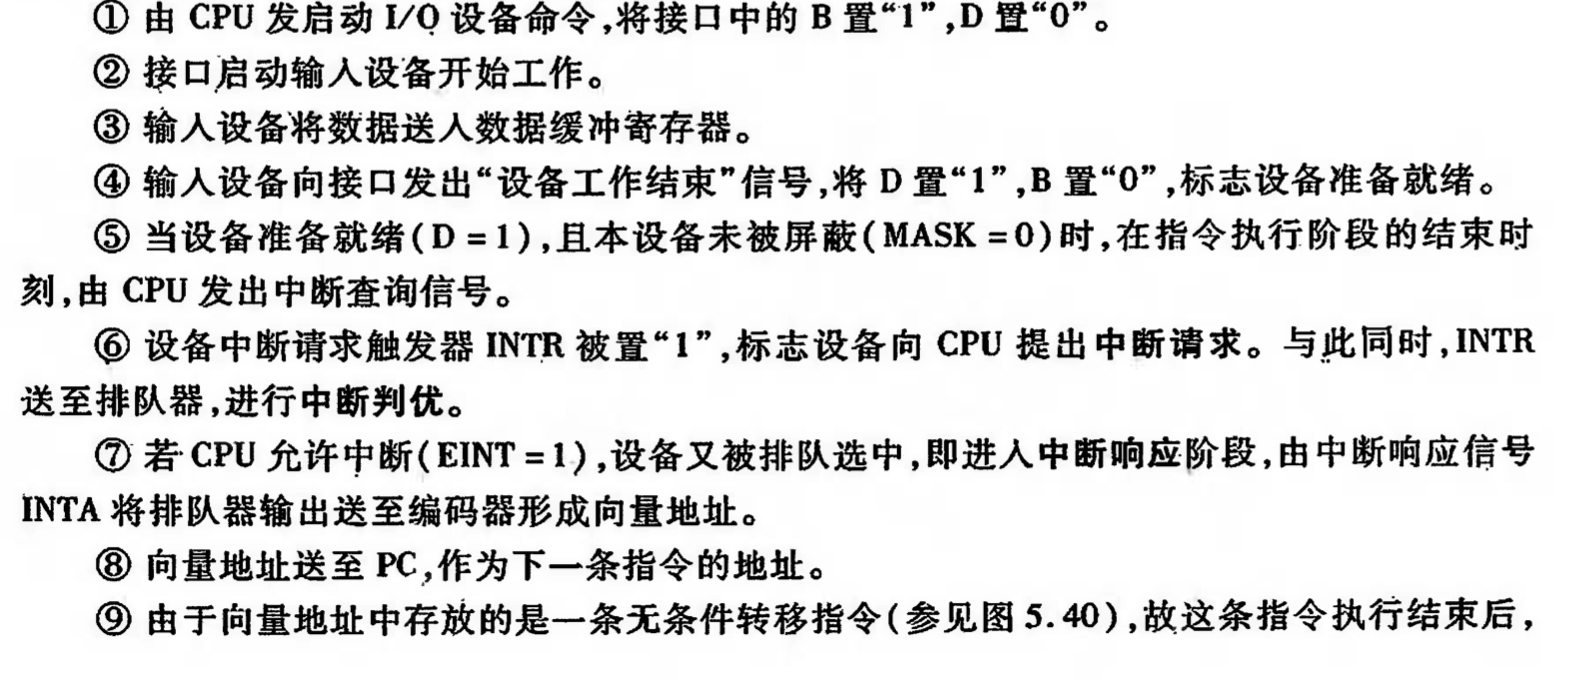 ① 由 CPU 发启动 I/O 设备命令,将接口中的 B 置“1”,D 置“0”。
② 接口启动输入设备开始工作。
③ 输入设备将数据送入数据缓冲寄存器。
④ 输入设备向接口发出“设备工作结束”信号,将 D 置“1”,B 置“0”,标志设备准备就绪。
⑤ 当设备准备就绪(D = 1),且本设备未被屏蔽(MASK = 0)时,在指令执行阶段的结束时
刻,由 CPU 发出中断查询信号。
⑥ 设备中断请求触发器 INTR 被置“1”,标志设备向 CPU 提出中断请求。与此同时,INTR
送至排队器,进行中断判优。
⑦ 若 CPU 允许中断(EINT = 1),设备又被排队选中,即进入中断响应阶段,由中断响应信号
INTA 将排队器输出送至编码器形成向量地址。
⑧ 向量地址送至 PC,作为下一条指令的地址。
⑨ 由于向量地址中存放的是一条无条件转移指令(参见图 5.40),故这条指令执行结束后,